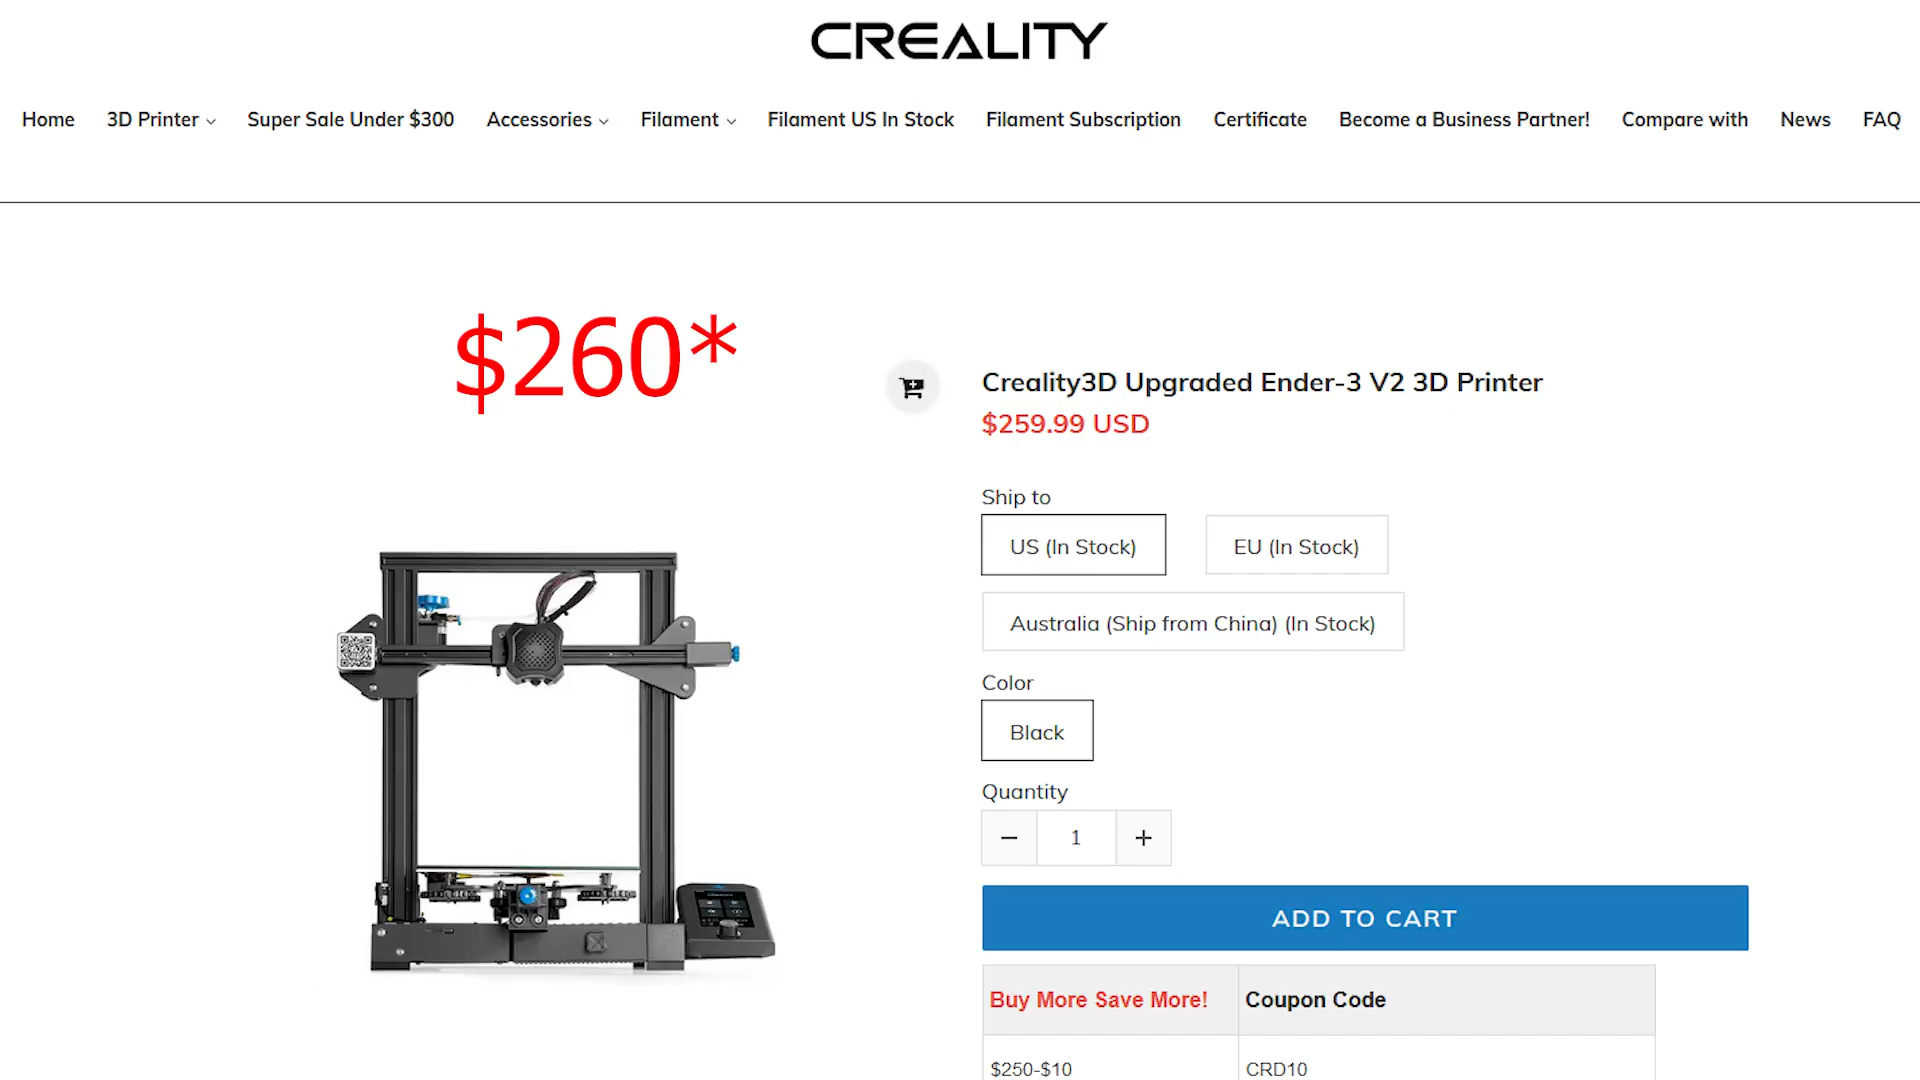 CREALITY
Home 3D Printer Super Sale Under $300 Accessories Filament Filament US In Stock Filament Subscription Certificate Become a Business Partner! Compare with News FAQ
$260*
Creality3D Upgraded Ender-3 V2 3D Printer
$259.99 USD
Ship to
US (In Stock) EU (In Stock)
Australia (Ship from China) (In Stock)
Color
Black
Quantity
− 1 +
ADD TO CART
Buy More Save More! Coupon Code
$250-$10 CRD10